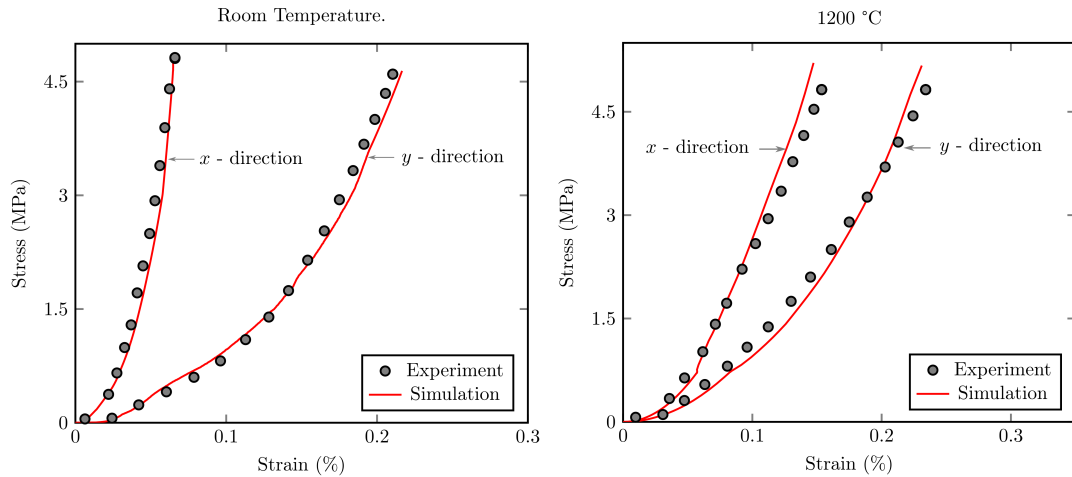 Room Temperature.
4.5
3
1.5
0
0
0.1
0.2
0.3
Stress (MPa)
Strain (%)
x - direction
y - direction
Experiment
Simulation
1200 °C
4.5
3
1.5
0
0
0.1
0.2
0.3
Stress (MPa)
Strain (%)
x - direction
y - direction
Experiment
Simulation